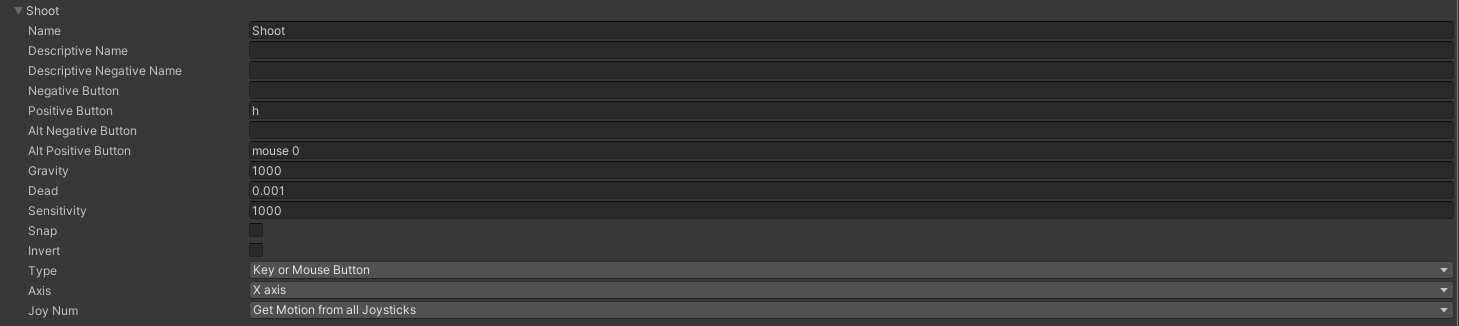 Shoot
Name Shoot
Descriptive Name
Descriptive Negative Name
Negative Button
Positive Button h
Alt Negative Button
Alt Positive Button mouse 0
Gravity 1000
Dead 0.001
Sensitivity 1000
Snap
Invert
Type Key or Mouse Button
Axis X axis
Joy Num Get Motion from all Joysticks